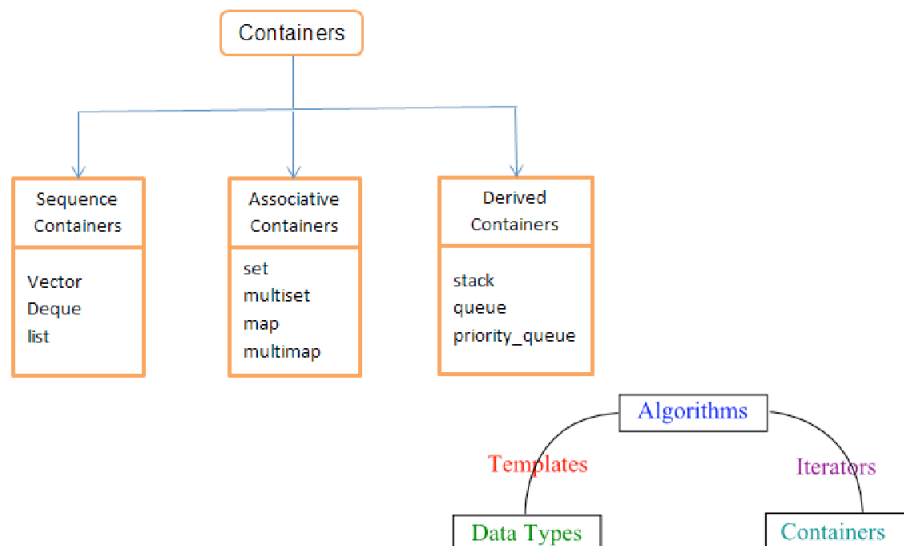 Containers
Sequence
Containers
Vector
Deque
list
Associative
Containers
set
multiset
map
multimap
Derived
Containers
stack
queue
priority_queue
Algorithms
Templates
Iterators
Data Types
Containers